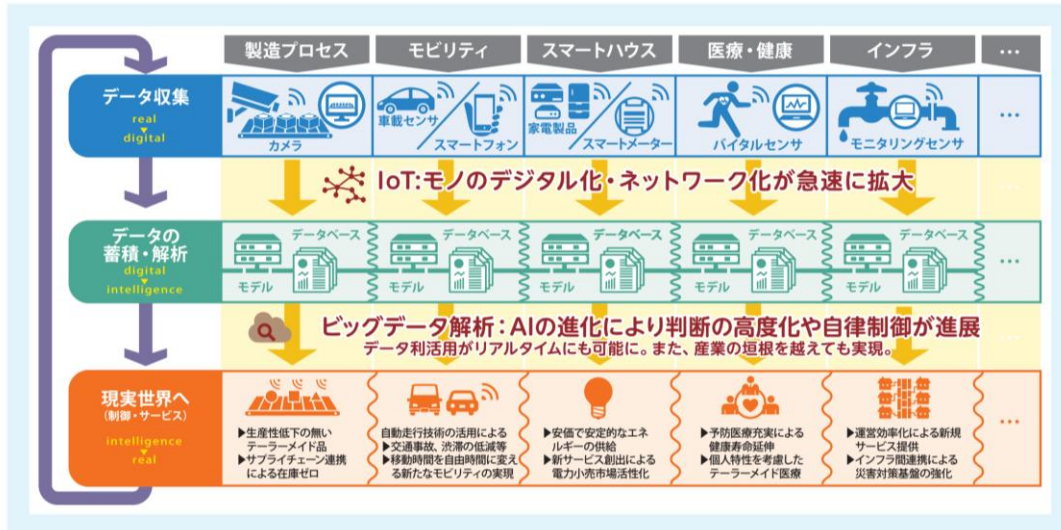 製造プロセス
モビリティ
スマートハウス
医療・健康
インフラ
…
データ収集
real
digital
カメラ
車載センサ
スマートフォン
家電製品
スマートメーター
バイタルセンサ
モニタリングセンサ
…
IoT:モノのデジタル化・ネットワーク化が急速に拡大
…
データの
蓄積・解析
digital
intelligence
データベース
モデル
データベース
モデル
データベース
モデル
データベース
モデル
データベース
モデル
…
ビッグデータ解析:AIの進化により判断の高度化や自律制御が進展
データ利活用がリアルタイムにも可能に。また、産業の垣根を越えても実現。
…
現実世界へ
(制御・サービス)
intelligence
real
▶生産性低下の無い
テーラーメイド品
▶サプライチェーン連携
による在庫ゼロ
自動走行技術の活用による
▶交通事故、渋滞の低減等
▶移動時間を自由時間に変え
る新たなモビリティの実現
▶安価で安定的なエネ
ルギーの供給
▶新サービス創出による
電力小売市場活性化
▶予防医療充実による
健康寿命延伸
▶個人特性を考慮した
テーラーメイド医療
▶運営効率化による新規
サービス提供
▶インフラ間連携による
災害対策基盤の強化
…